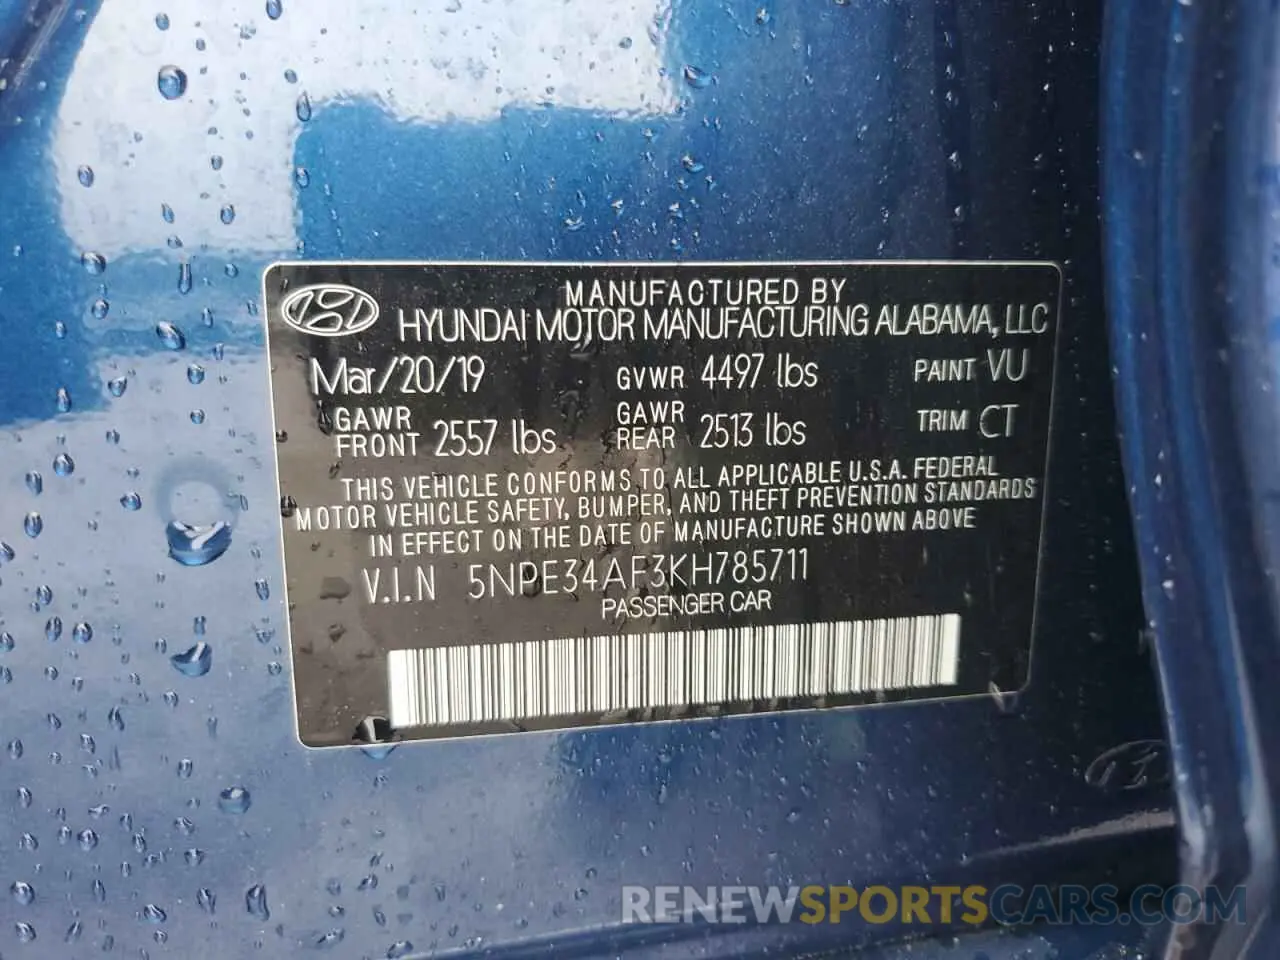 MANUFACTURED BY
HYUNDAI MOTOR MANUFACTURING ALABAMA, LLC
Mar/20/19 GVWR 4497 lbs PAINT VU
GAWR FRONT 2557 lbs GAWR REAR 2513 lbs TRIM CT
THIS VEHICLE CONFORMS TO ALL APPLICABLE U.S.A. FEDERAL
MOTOR VEHICLE SAFETY, BUMPER, AND THEFT PREVENTION STANDARDS
IN EFFECT ON THE DATE OF MANUFACTURE SHOWN ABOVE
V.I.N 5NPE34AF3KH785711
PASSENGER CAR
RENEWSPORTSCARS.COM